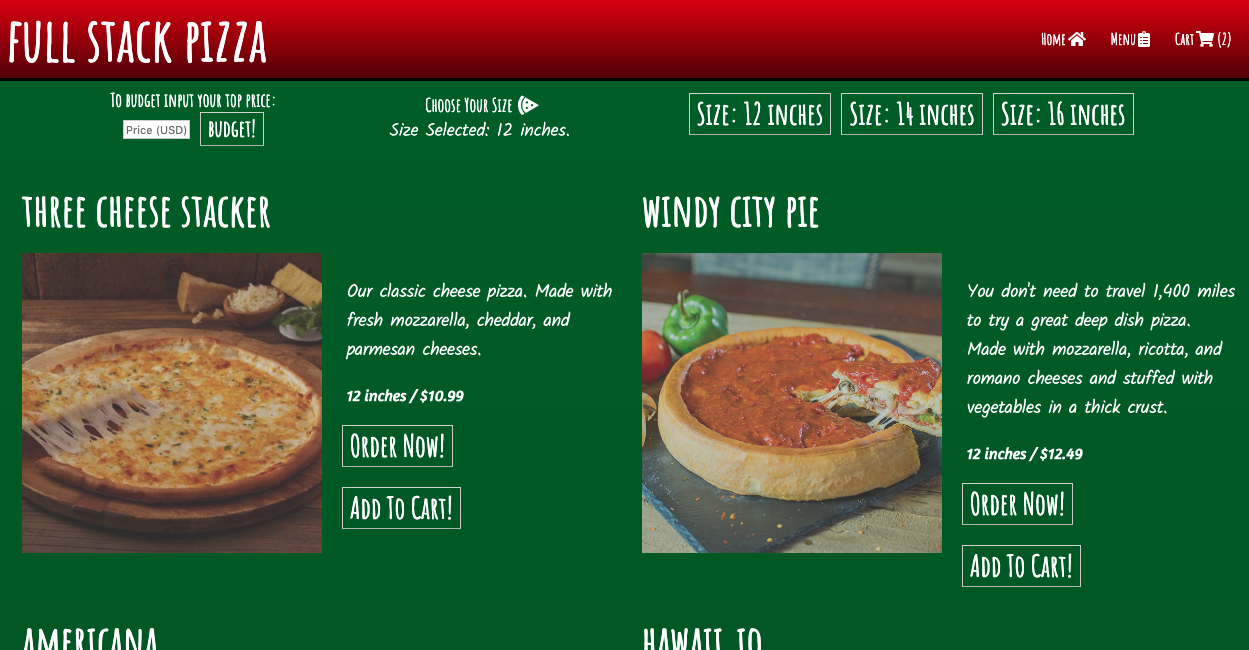 FULL STACK PIZZA
Home
Menu
Cart (2)
To budget input your top price:
Price (USD)
budget!
Choose Your Size
Size Selected: 12 inches.
Size: 12 inches
Size: 14 inches
Size: 16 inches
THREE CHEESE STACKER
Our classic cheese pizza. Made with
fresh mozzarella, cheddar, and
parmesan cheeses.
12 inches / $10.99
Order Now!
Add To Cart!
WINDY CITY PIE
You don't need to travel 1,400 miles
to try a great deep dish pizza.
Made with mozzarella, ricotta, and
romano cheeses and stuffed with
vegetables in a thick crust.
12 inches / $12.49
Order Now!
Add To Cart!
AMERICANA